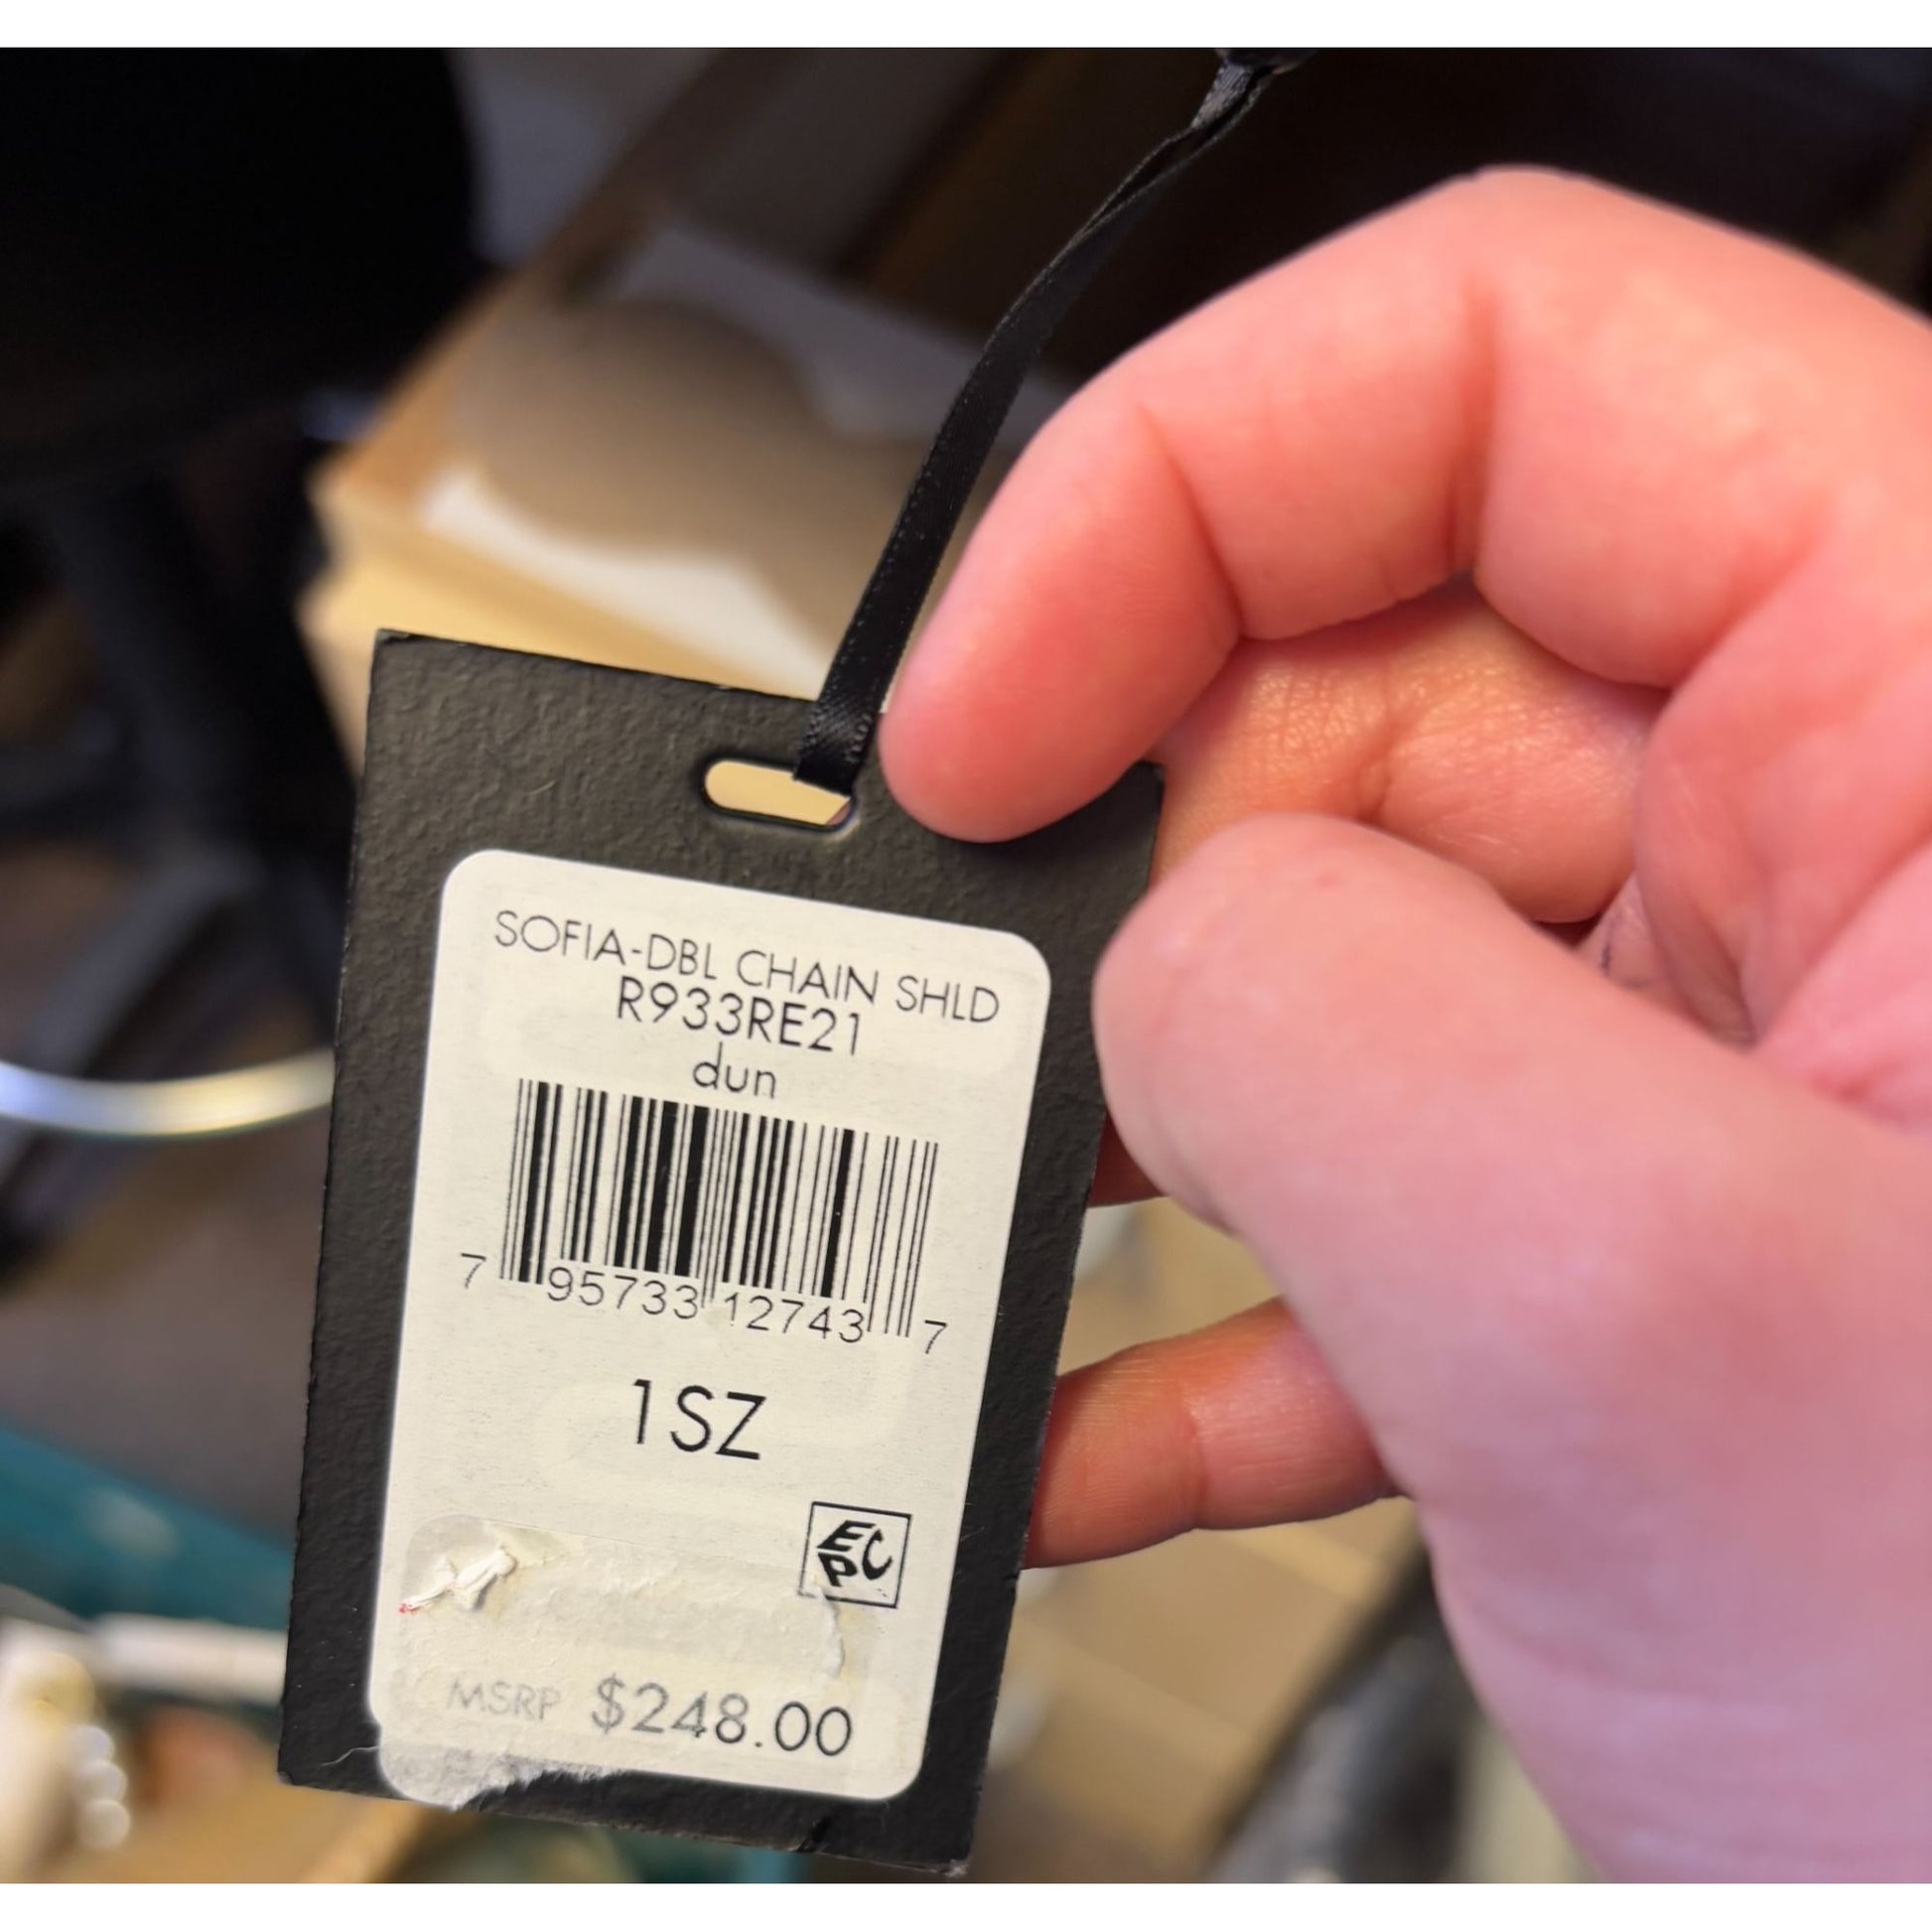 SOFIA-DBL CHAIN SHLD
R933RE21
dun
7 95733 12743 7
1SZ
EPC
MSRP $248.00